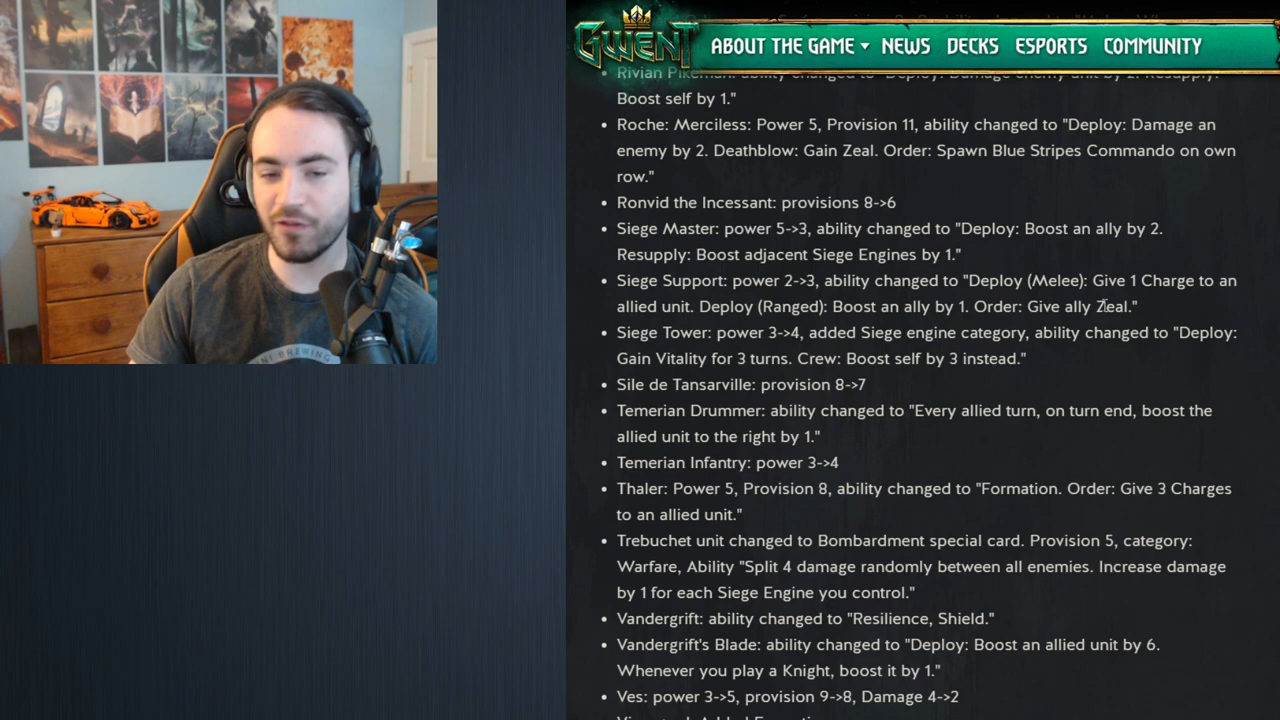 GWENT
ABOUT THE GAME NEWS DECKS ESPORTS COMMUNITY
Rivian Pikeman: ability changed to "Deploy: Damage enemy unit by 2. Resupply:
Boost self by 1."
• Roche: Merciless: Power 5, Provision 11, ability changed to "Deploy: Damage an
enemy by 2. Deathblow: Gain Zeal. Order: Spawn Blue Stripes Commando on own
row."
• Ronvid the Incessant: provisions 8->6
• Siege Master: power 5->3, ability changed to "Deploy: Boost an ally by 2.
Resupply: Boost adjacent Siege Engines by 1."
• Siege Support: power 2->3, ability changed to "Deploy (Melee): Give 1 Charge to an
allied unit. Deploy (Ranged): Boost an ally by 1. Order: Give ally Zeal."
• Siege Tower: power 3->4, added Siege engine category, ability changed to "Deploy:
Gain Vitality for 3 turns. Crew: Boost self by 3 instead."
• Sile de Tansarville: provision 8->7
• Temerian Drummer: ability changed to "Every allied turn, on turn end, boost the
allied unit to the right by 1."
• Temerian Infantry: power 3->4
• Thaler: Power 5, Provision 8, ability changed to "Formation. Order: Give 3 Charges
to an allied unit."
• Trebuchet unit changed to Bombardment special card. Provision 5, category:
Warfare, Ability "Split 4 damage randomly between all enemies. Increase damage
by 1 for each Siege Engine you control."
• Vandergrift: ability changed to "Resilience, Shield."
• Vandergrift's Blade: ability changed to "Deploy: Boost an allied unit by 6.
Whenever you play a Knight, boost it by 1."
• Ves: power 3->5, provision 9->8, Damage 4->2